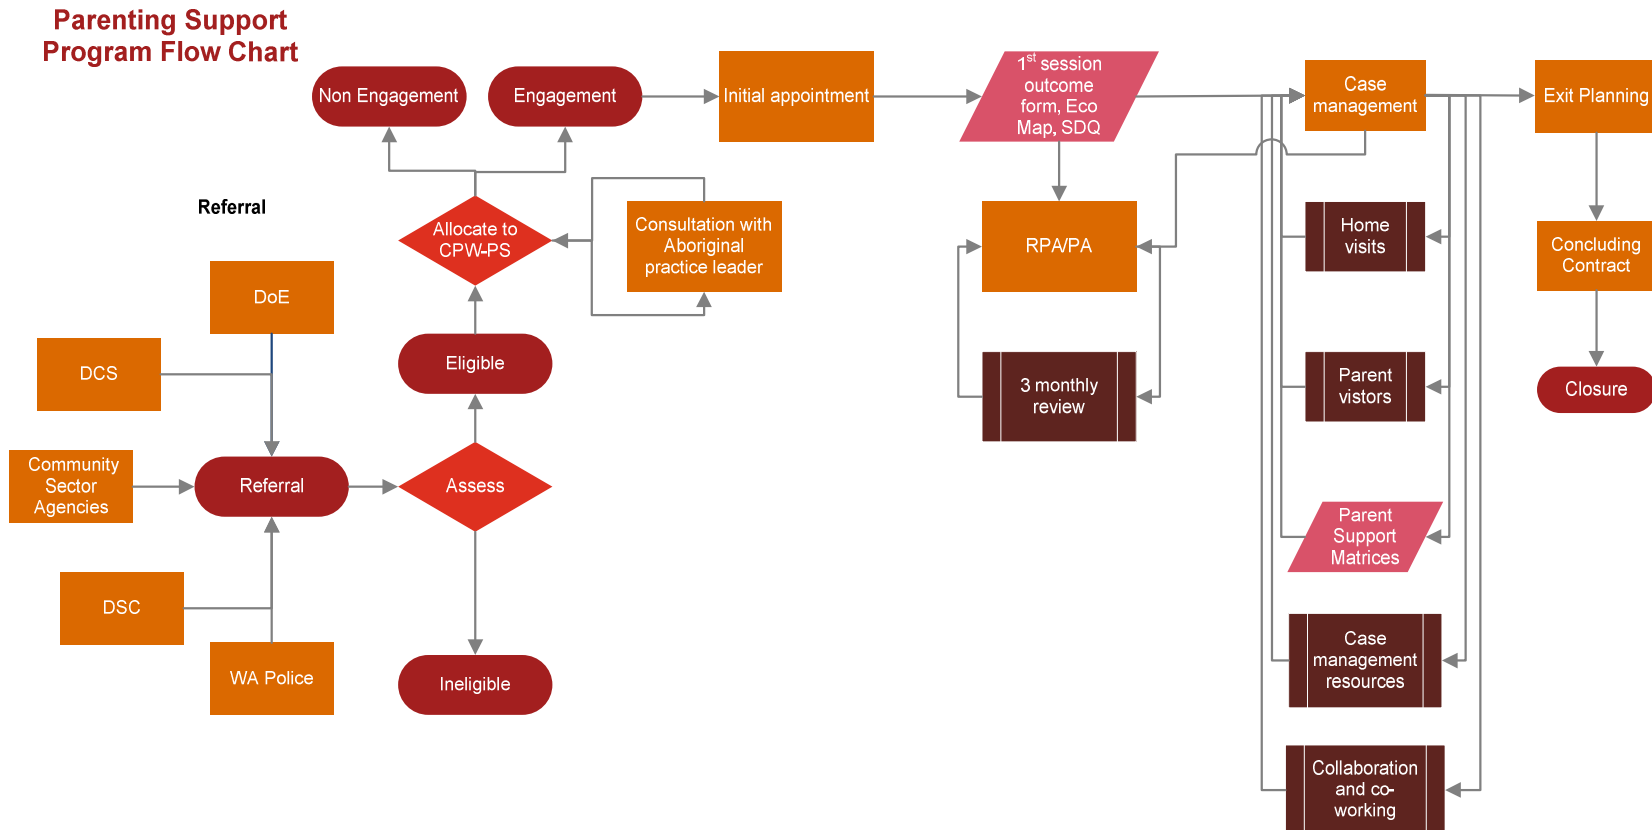 Parenting Support
Program Flow Chart
Non Engagement
Engagement
Initial appointment
1st session
outcome
form, Eco
Map, SDQ
Case
management
Exit Planning
Referral
Allocate to
CPW-PS
Consultation with
Aboriginal
practice leader
RPA/PA
Home
visits
Concluding
Contract
DoE
DCS
Eligible
3 monthly
review
Parent
vistors
Closure
Community
Sector
Agencies
Referral
Assess
Parent
Support
Matrices
DSC
WA Police
Ineligible
Case
management
resources
Collaboration
and co-
working